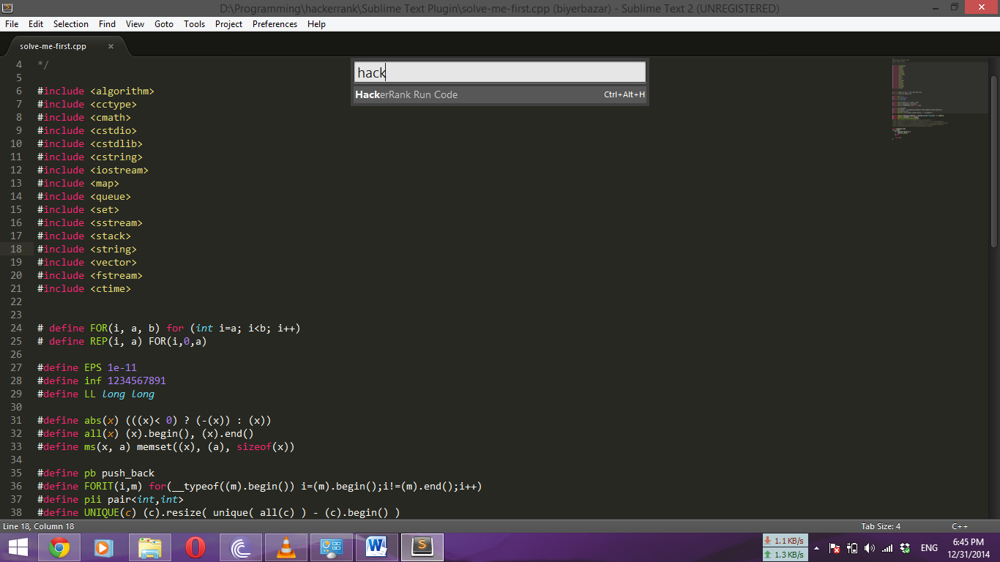 D:\Programming\hackerrank\Sublime Text Plugin\solve-me-first.cpp (biyerbazar) - Sublime Text 2 (UNREGISTERED)
File Edit Selection Find View Goto Tools Project Preferences Help
solve-me-first.cpp ×
hack
HackerRank Run Code Ctrl+Alt+H
4 */
5
6 #include <algorithm>
7 #include <cctype>
8 #include <cmath>
9 #include <cstdio>
10 #include <cstdlib>
11 #include <cstring>
12 #include <iostream>
13 #include <map>
14 #include <queue>
15 #include <set>
16 #include <sstream>
17 #include <stack>
18 #include <string>
19 #include <vector>
20 #include <fstream>
21 #include <ctime>
22
23
24 # define FOR(i, a, b) for (int i=a; i<b; i++)
25 # define REP(i, a) FOR(i,0,a)
26
27 #define EPS 1e-11
28 #define inf 1234567891
29 #define LL long long
30
31 #define abs(x) (((x)< 0) ? (-(x)) : (x))
32 #define all(x) (x).begin(), (x).end()
33 #define ms(x, a) memset((x), (a), sizeof(x))
34
35 #define pb push_back
36 #define FORIT(i,m) for(__typeof((m).begin()) i=(m).begin();i!=(m).end();i++)
37 #define pii pair<int,int>
38 #define UNIQUE(c) (c).resize( unique( all(c) ) - (c).begin() )
Line 18, Column 18 Tab Size: 4 C++
1.1 KB/s
1.3 KB/s
ENG
6:45 PM
12/31/2014